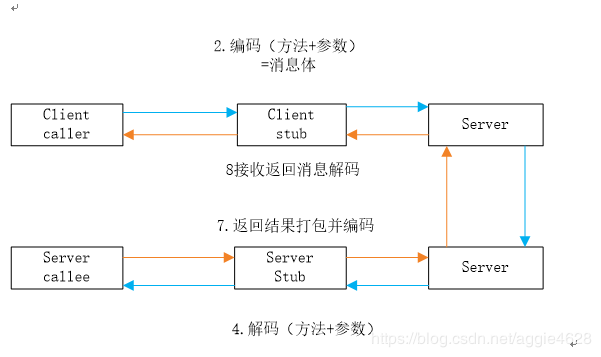 2.编码（方法+参数）
=消息体
Client
caller
Client
stub
Server
8接收返回消息解码
7.返回结果打包并编码
Server
callee
Server
Stub
Server
4.解码（方法+参数）
https://blog.csdn.net/aggie4628